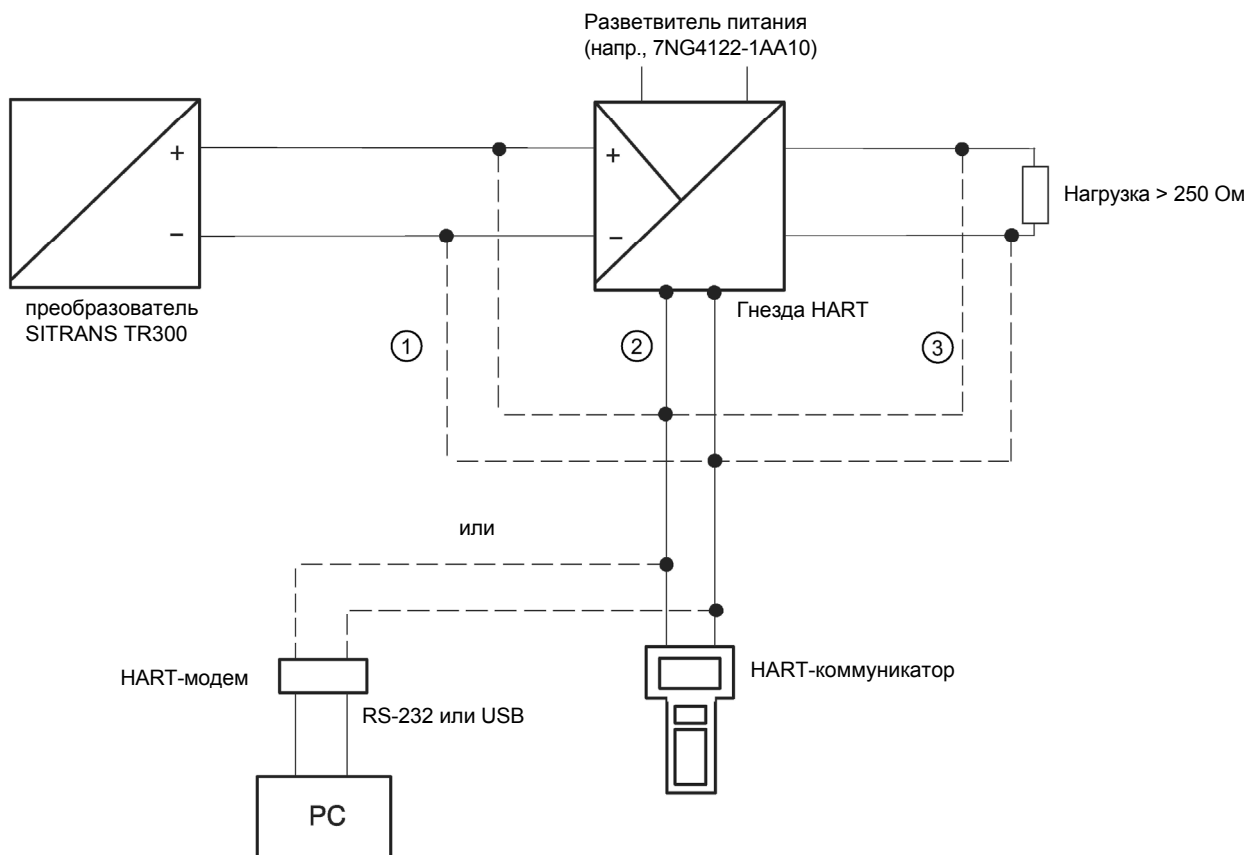 Разветвитель питания
(напр., 7NG4122-1AA10)
+
−
+
−
Нагрузка > 250 Ом
преобразователь
SITRANS TR300
Гнезда HART
1
2
3
или
HART-модем
HART-коммуникатор
RS-232 или USB
PC